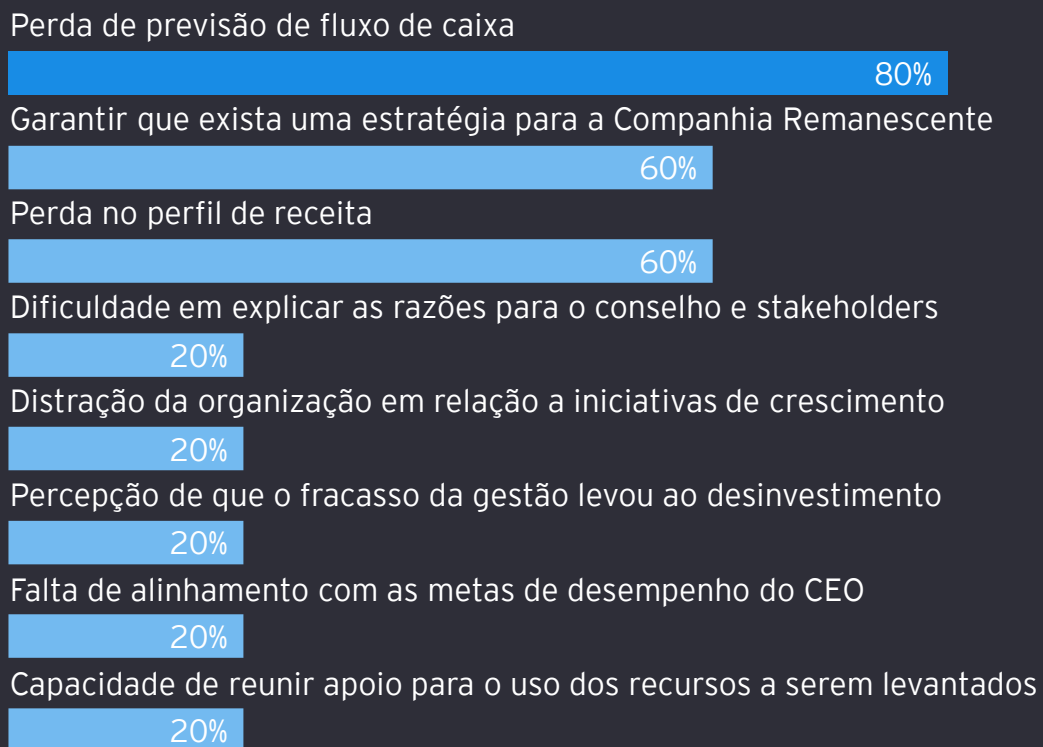 Perda de previsão de fluxo de caixa
80%
Garantir que exista uma estratégia para a Companhia Remanescente
60%
Perda no perfil de receita
60%
Dificuldade em explicar as razões para o conselho e stakeholders
20%
Distração da organização em relação a iniciativas de crescimento
20%
Percepção de que o fracasso da gestão levou ao desinvestimento
20%
Falta de alinhamento com as metas de desempenho do CEO
20%
Capacidade de reunir apoio para o uso dos recursos a serem levantados
20%